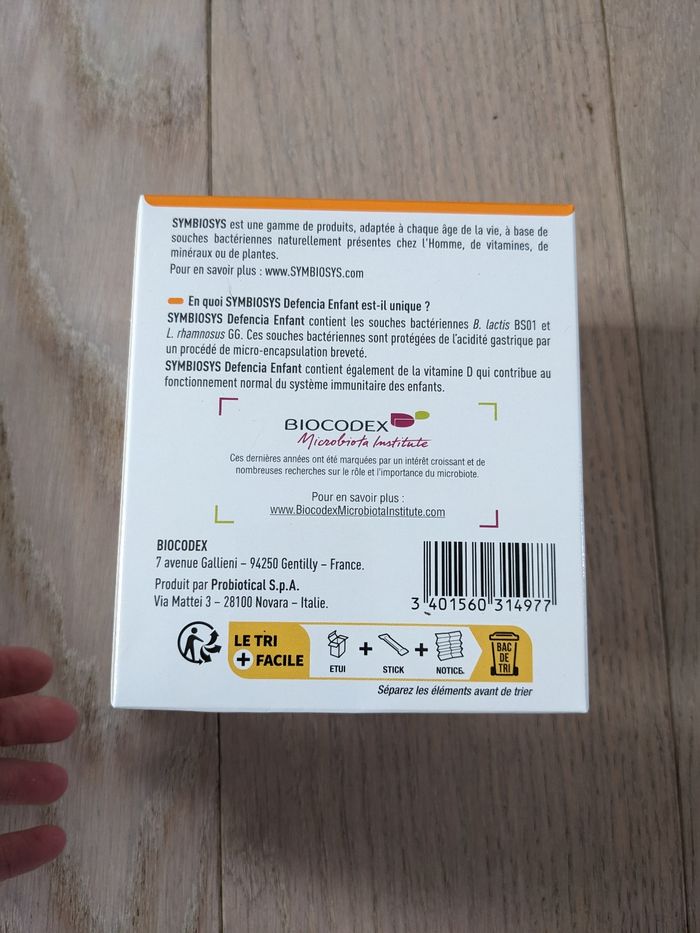 SYMBIOSYS est une gamme de produits, adaptée à chaque âge de la vie, à base de
souches bactériennes naturellement présentes chez l'Homme, de vitamines, de
minéraux ou de plantes.
Pour en savoir plus : www.SYMBIOSYS.com
En quoi SYMBIOSYS Defencia Enfant est-il unique ?
SYMBIOSYS Defencia Enfant contient les souches bactériennes B. lactis BS01 et
L. rhamnosus GG. Ces souches bactériennes sont protégées de l'acidité gastrique par
un procédé de micro-encapsulation breveté.
SYMBIOSYS Defencia Enfant contient également de la vitamine D qui contribue au
fonctionnement normal du système immunitaire des enfants.
BIOCODEX
Microbiota Institute
Ces dernières années ont été marquées par un intérêt croissant et de
nombreuses recherches sur le rôle et l'importance du microbiote.
Pour en savoir plus :
www.BiocodexMicrobiotaInstitute.com
BIOCODEX
7 avenue Gallieni – 94250 Gentilly – France.
Produit par Probiotical S.p.A.
Via Mattei 3 – 28100 Novara – Italie.
3 401560 314977
LE TRI
+ FACILE
ETUI
+
STICK
+
NOTICE
BAC
DE
TRI
Séparez les éléments avant de trier